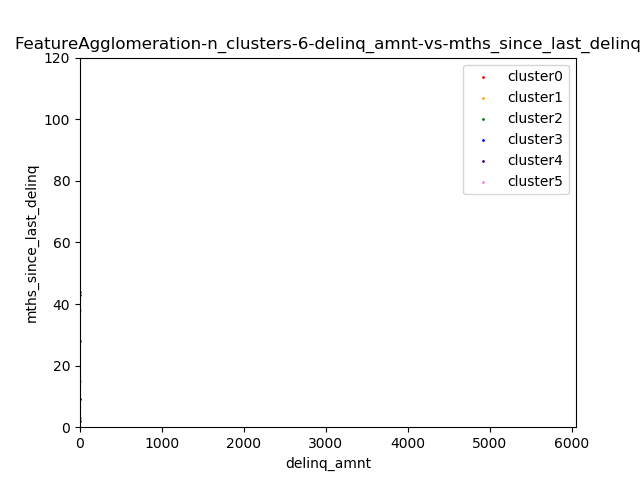 FeatureAgglomeration-n_clusters-6-delinq_amnt-vs-mths_since_last_delinq
120
100
80
60
40
20
0
mths_since_last_delinq
cluster0
cluster1
cluster2
cluster3
cluster4
cluster5
0 1000 2000 3000 4000 5000 6000
delinq_amnt